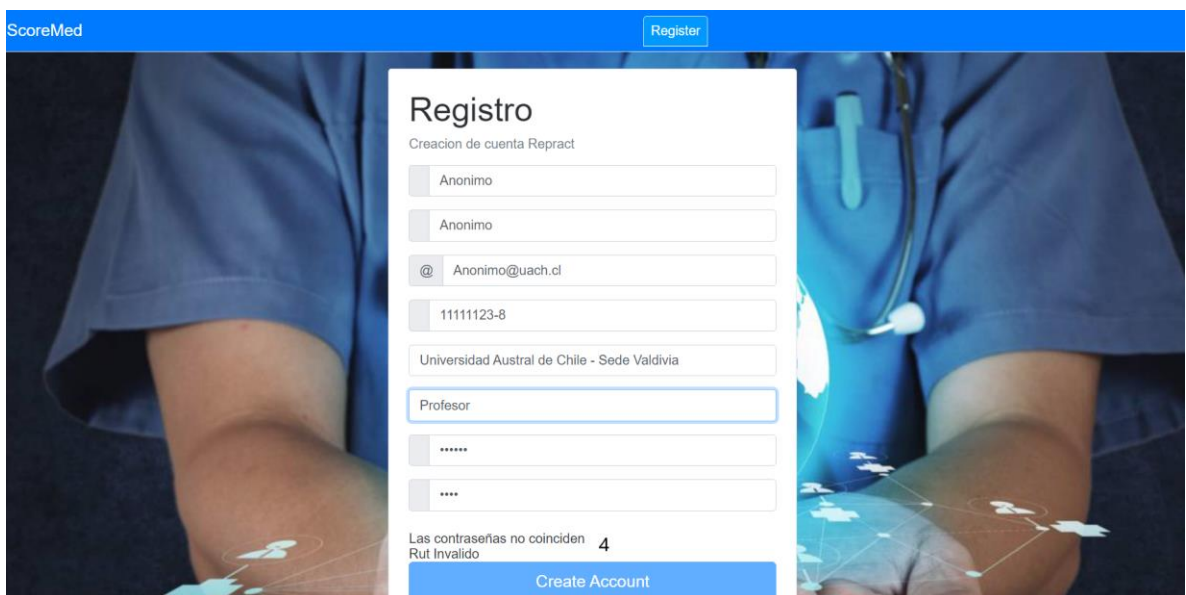 ScoreMed
Register
Registro
Creacion de cuenta Repract
Anonimo
Anonimo
@ Anonimo@uach.cl
11111123-8
Universidad Austral de Chile - Sede Valdivia
Profesor
••••••
••••
Las contraseñas no coinciden
Rut Invalido
4
Create Account